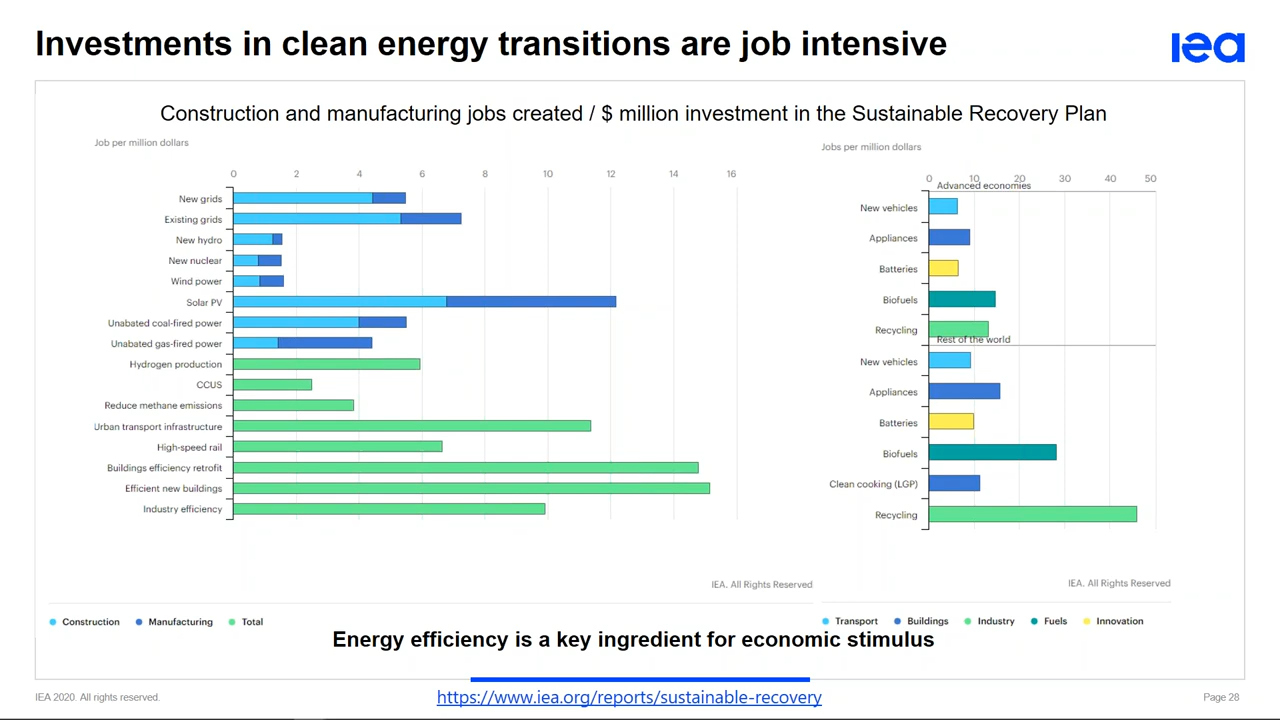 Investments in clean energy transitions are job intensive
iea
Construction and manufacturing jobs created / $ million investment in the Sustainable Recovery Plan
Job per million dollars
0 2 4 6 8 10 12 14 16
New grids
Existing grids
New hydro
New nuclear
Wind power
Solar PV
Unabated coal-fired power
Unabated gas-fired power
Hydrogen production
CCUS
Reduce methane emissions
Urban transport infrastructure
High-speed rail
Buildings efficiency retrofit
Efficient new buildings
Industry efficiency
IEA. All Rights Reserved
Construction Manufacturing Total
Jobs per million dollars
0 10 20 30 40 50
Advanced economies
New vehicles
Appliances
Batteries
Biofuels
Recycling
Rest of the world
New vehicles
Appliances
Batteries
Biofuels
Clean cooking (LGP)
Recycling
IEA. All Rights Reserved
Transport Buildings Industry Fuels Innovation
Energy efficiency is a key ingredient for economic stimulus
IEA 2020. All rights reserved.
https://www.iea.org/reports/sustainable-recovery
Page 28